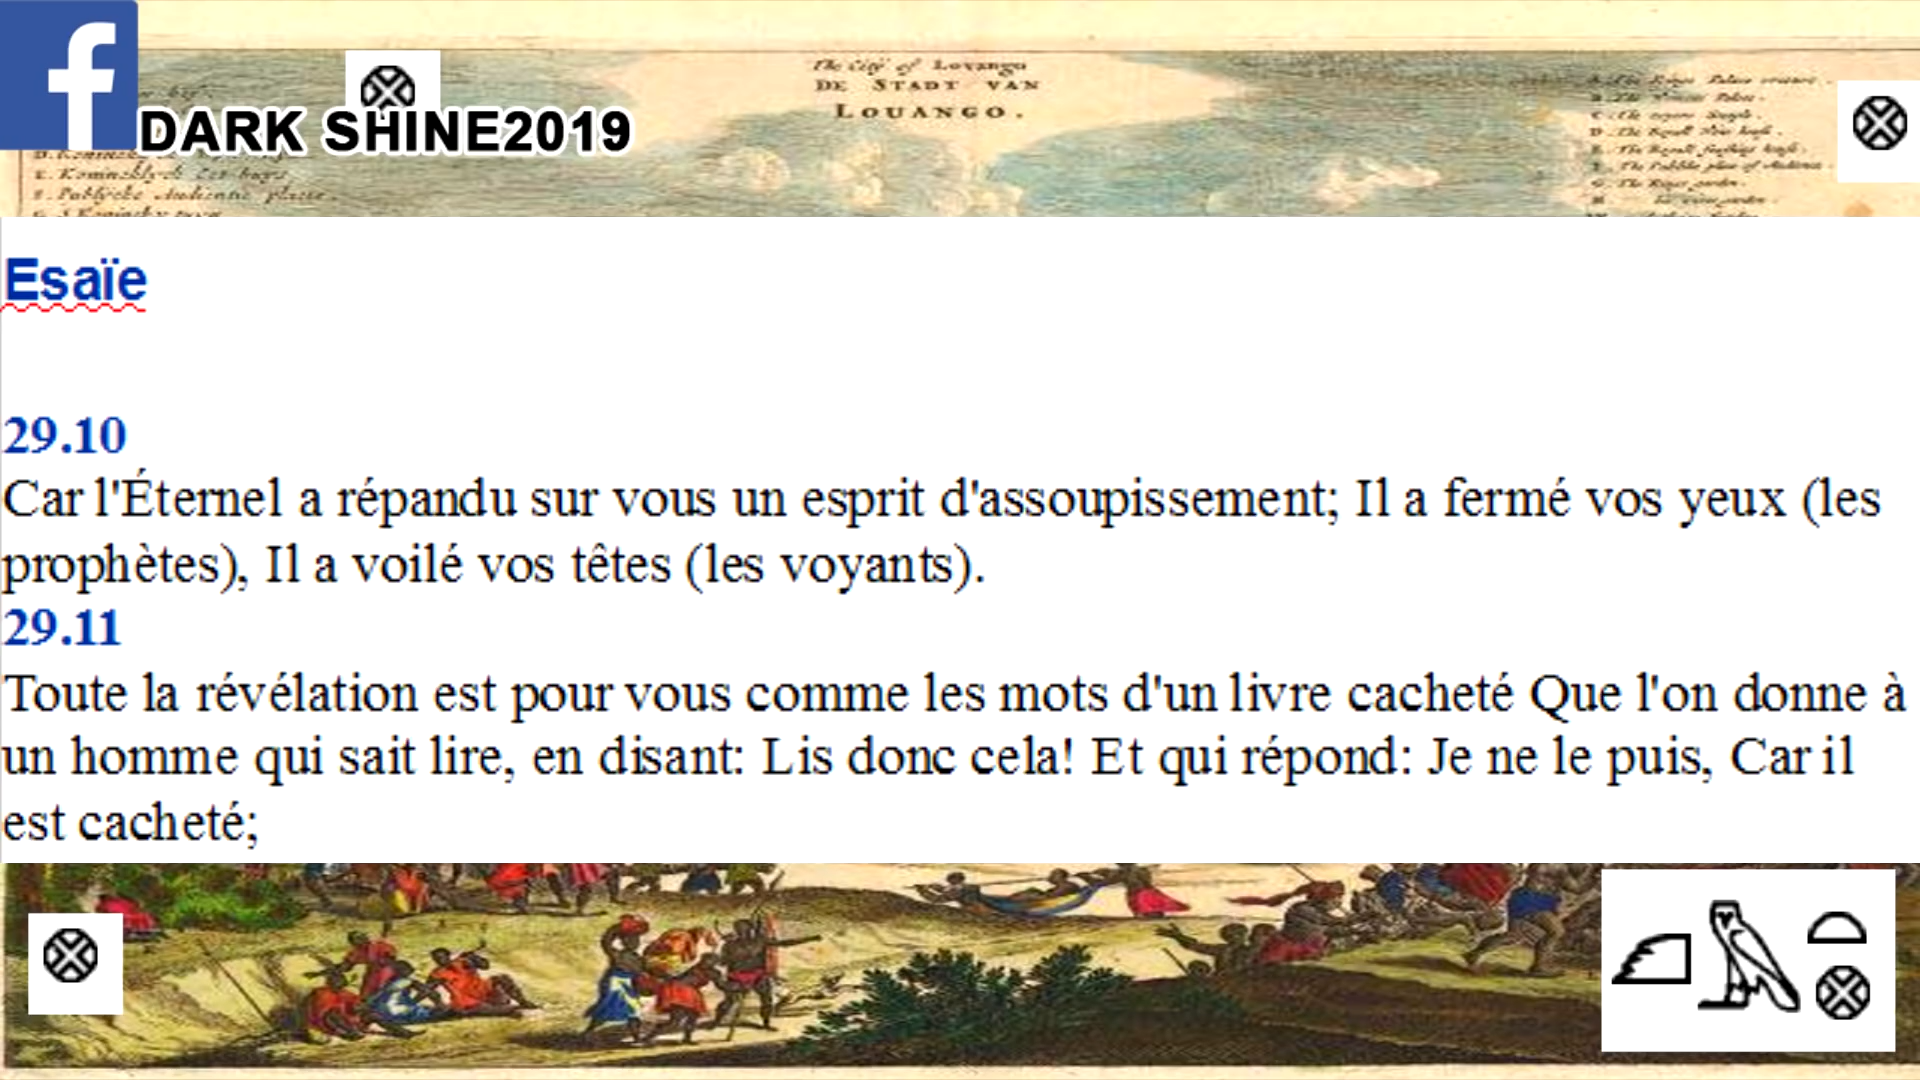 f
DARK SHINE2019
The City of Lovango
DE STADT VAN
LOUANGO.
Esaïe
29.10
Car l'Éternel a répandu sur vous un esprit d'assoupissement; Il a fermé vos yeux (les
prophètes), Il a voilé vos têtes (les voyants).
29.11
Toute la révélation est pour vous comme les mots d'un livre cacheté Que l'on donne à
un homme qui sait lire, en disant: Lis donc cela! Et qui répond: Je ne le puis, Car il
est cacheté;